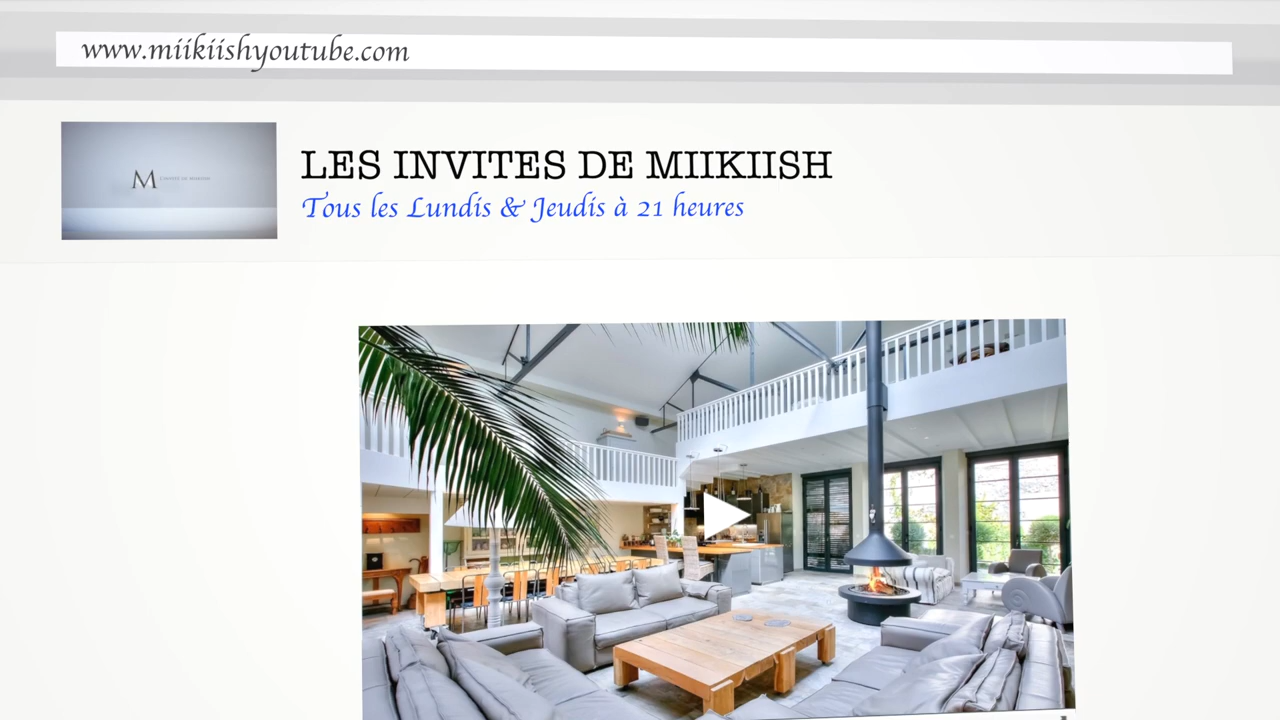 www.miikiishyoutube.com
LES INVITES DE MIIKIISH
Tous les Lundis & Jeudis à 21 heures
M